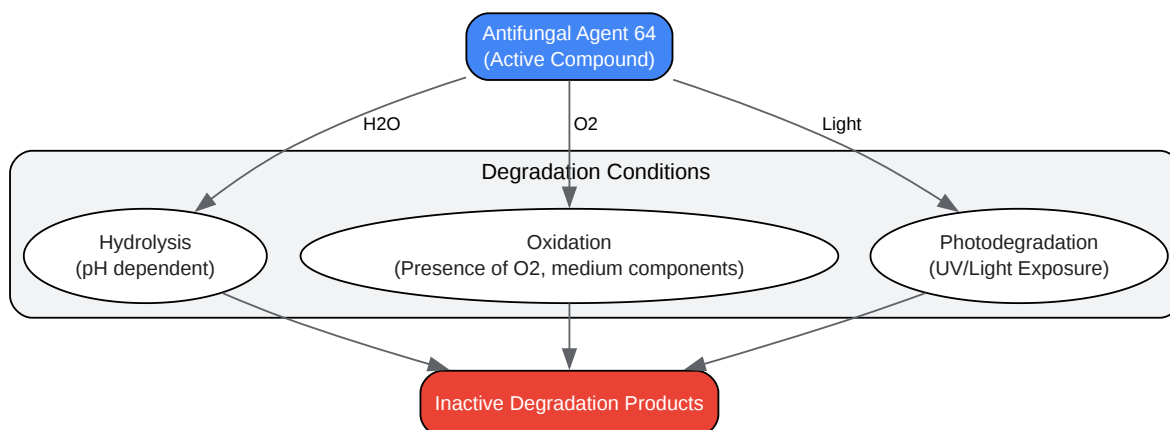 Antifungal Agent 64
(Active Compound)
H2O
O2
Light
Degradation Conditions
Hydrolysis
(pH dependent)
Oxidation
(Presence of O2, medium components)
Photodegradation
(UV/Light Exposure)
Inactive Degradation Products